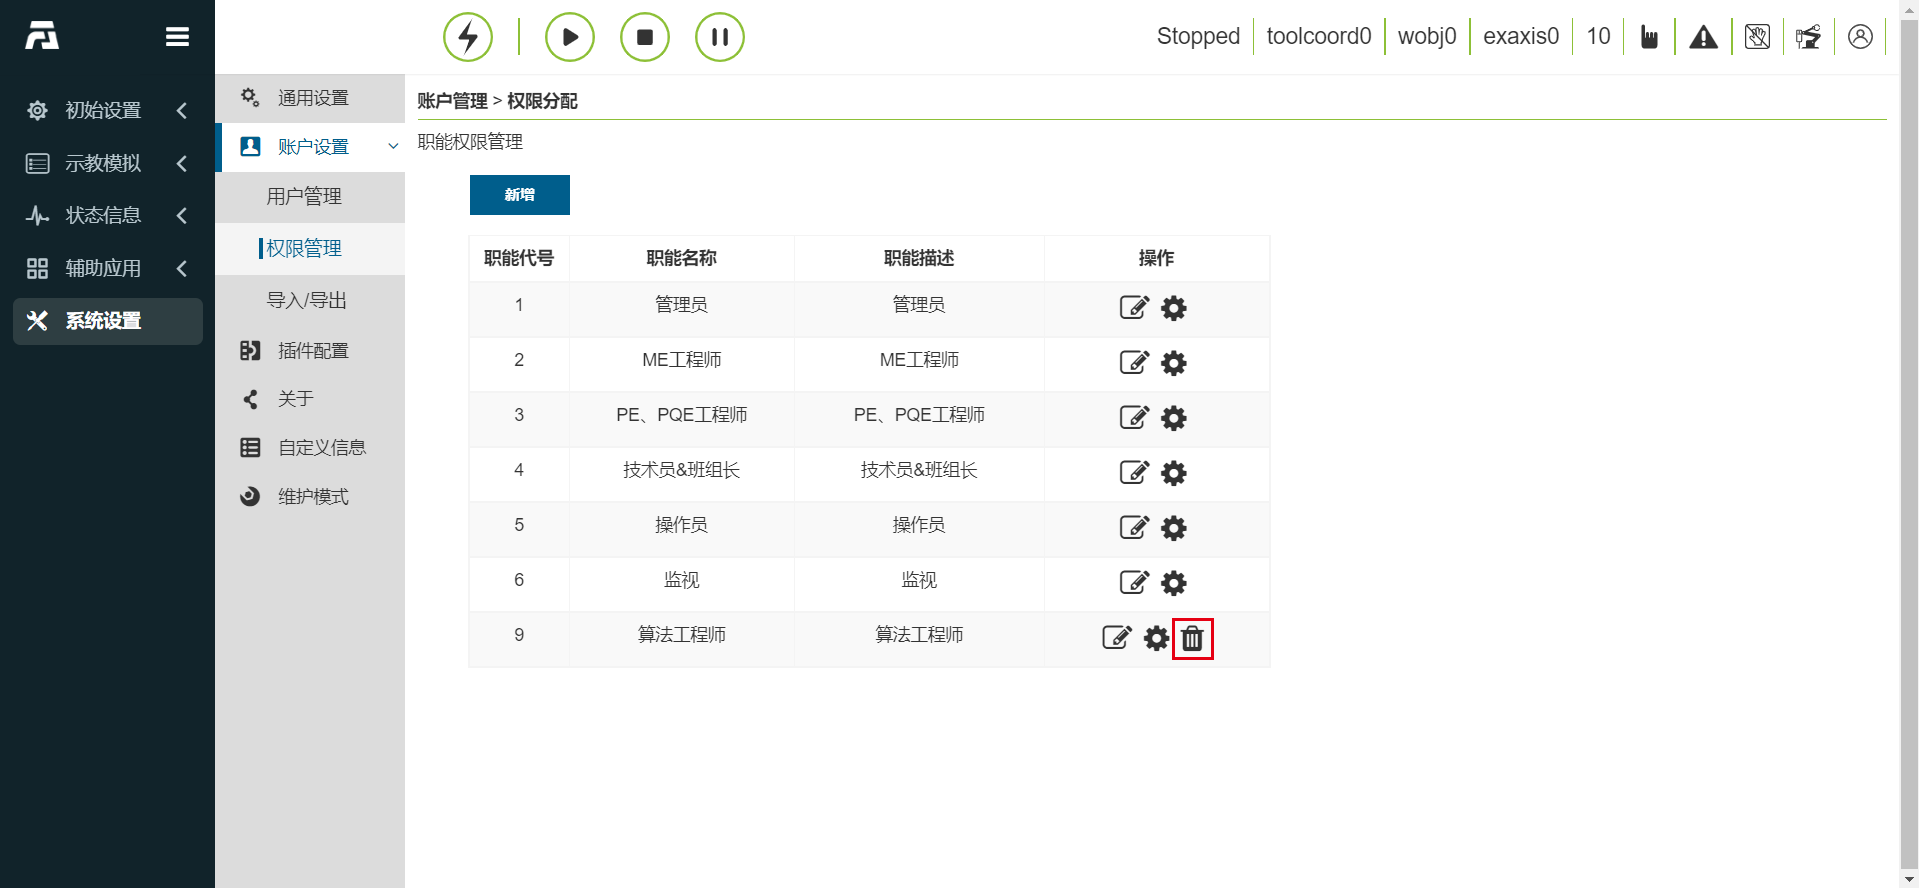 Stopped toolcoord0 wobj0 exaxis0 10
初始设置
示教模拟
状态信息
辅助应用
系统设置
通用设置
账户设置
用户管理
权限管理
导入/导出
插件配置
关于
自定义信息
维护模式
账户管理 > 权限分配
职能权限管理
新增
职能代号 职能名称 职能描述 操作
1 管理员 管理员
2 ME工程师 ME工程师
3 PE、PQE工程师 PE、PQE工程师
4 技术员&班组长 技术员&班组长
5 操作员 操作员
6 监视 监视
9 算法工程师 算法工程师